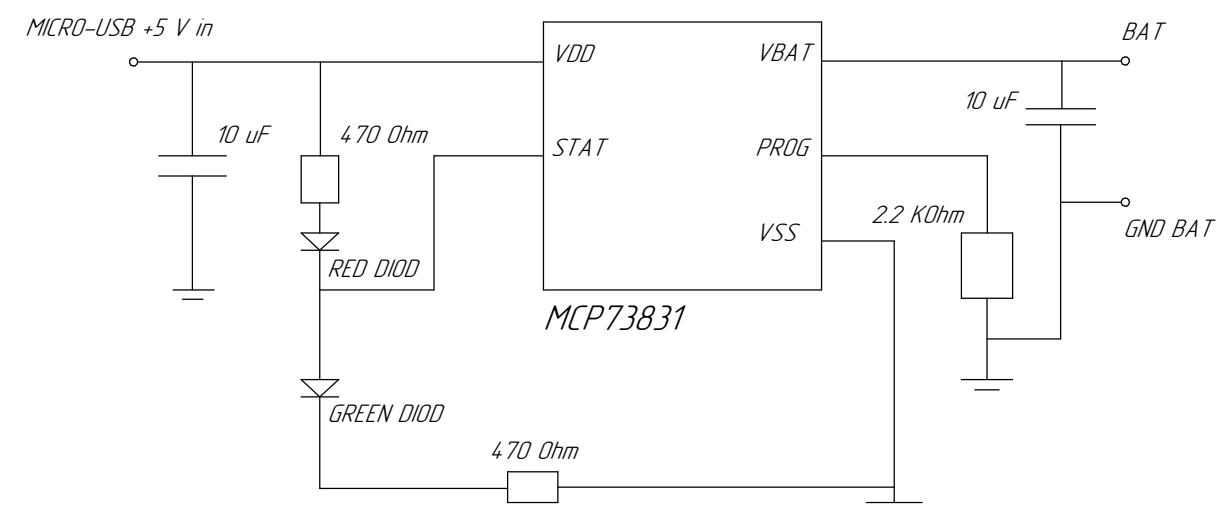 MICRO-USB +5 V in
BAT
VDD
VBAT
10 uF
10 uF
470 Ohm
STAT
PROG
2.2 KOhm
VSS
GND BAT
RED DIOD
MCP73831
GREEN DIOD
470 Ohm